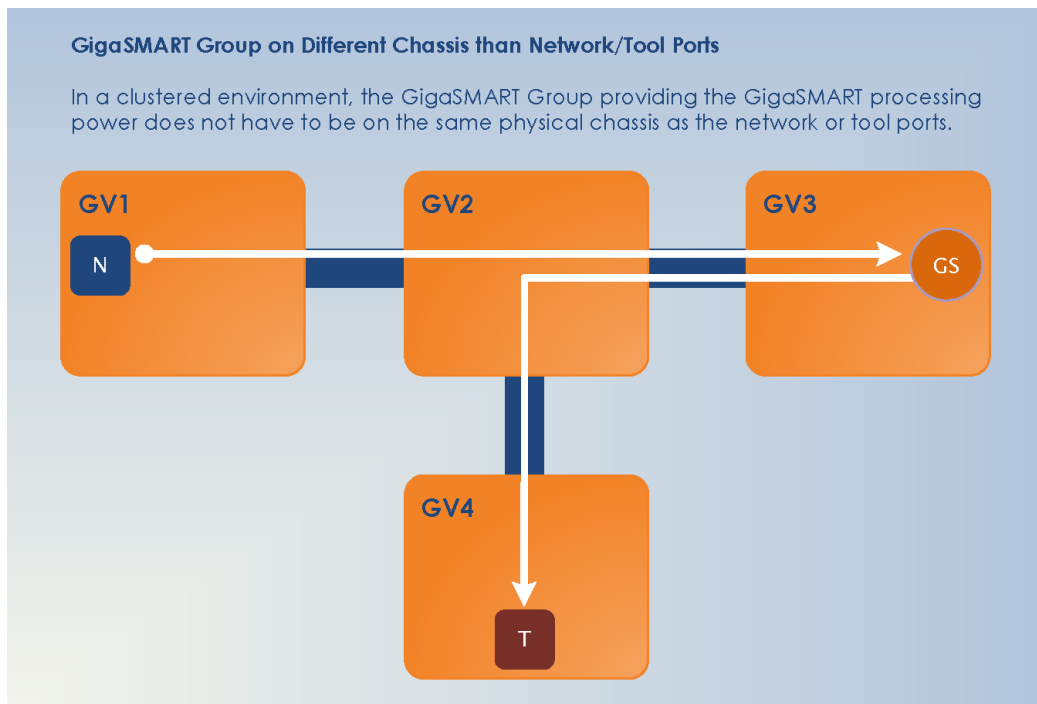 GigaSMART Group on Different Chassis than Network/Tool Ports
In a clustered environment, the GigaSMART Group providing the GigaSMART processing
power does not have to be on the same physical chassis as the network or tool ports.
GV1
GV2
GV3
N
GS
GV4
T